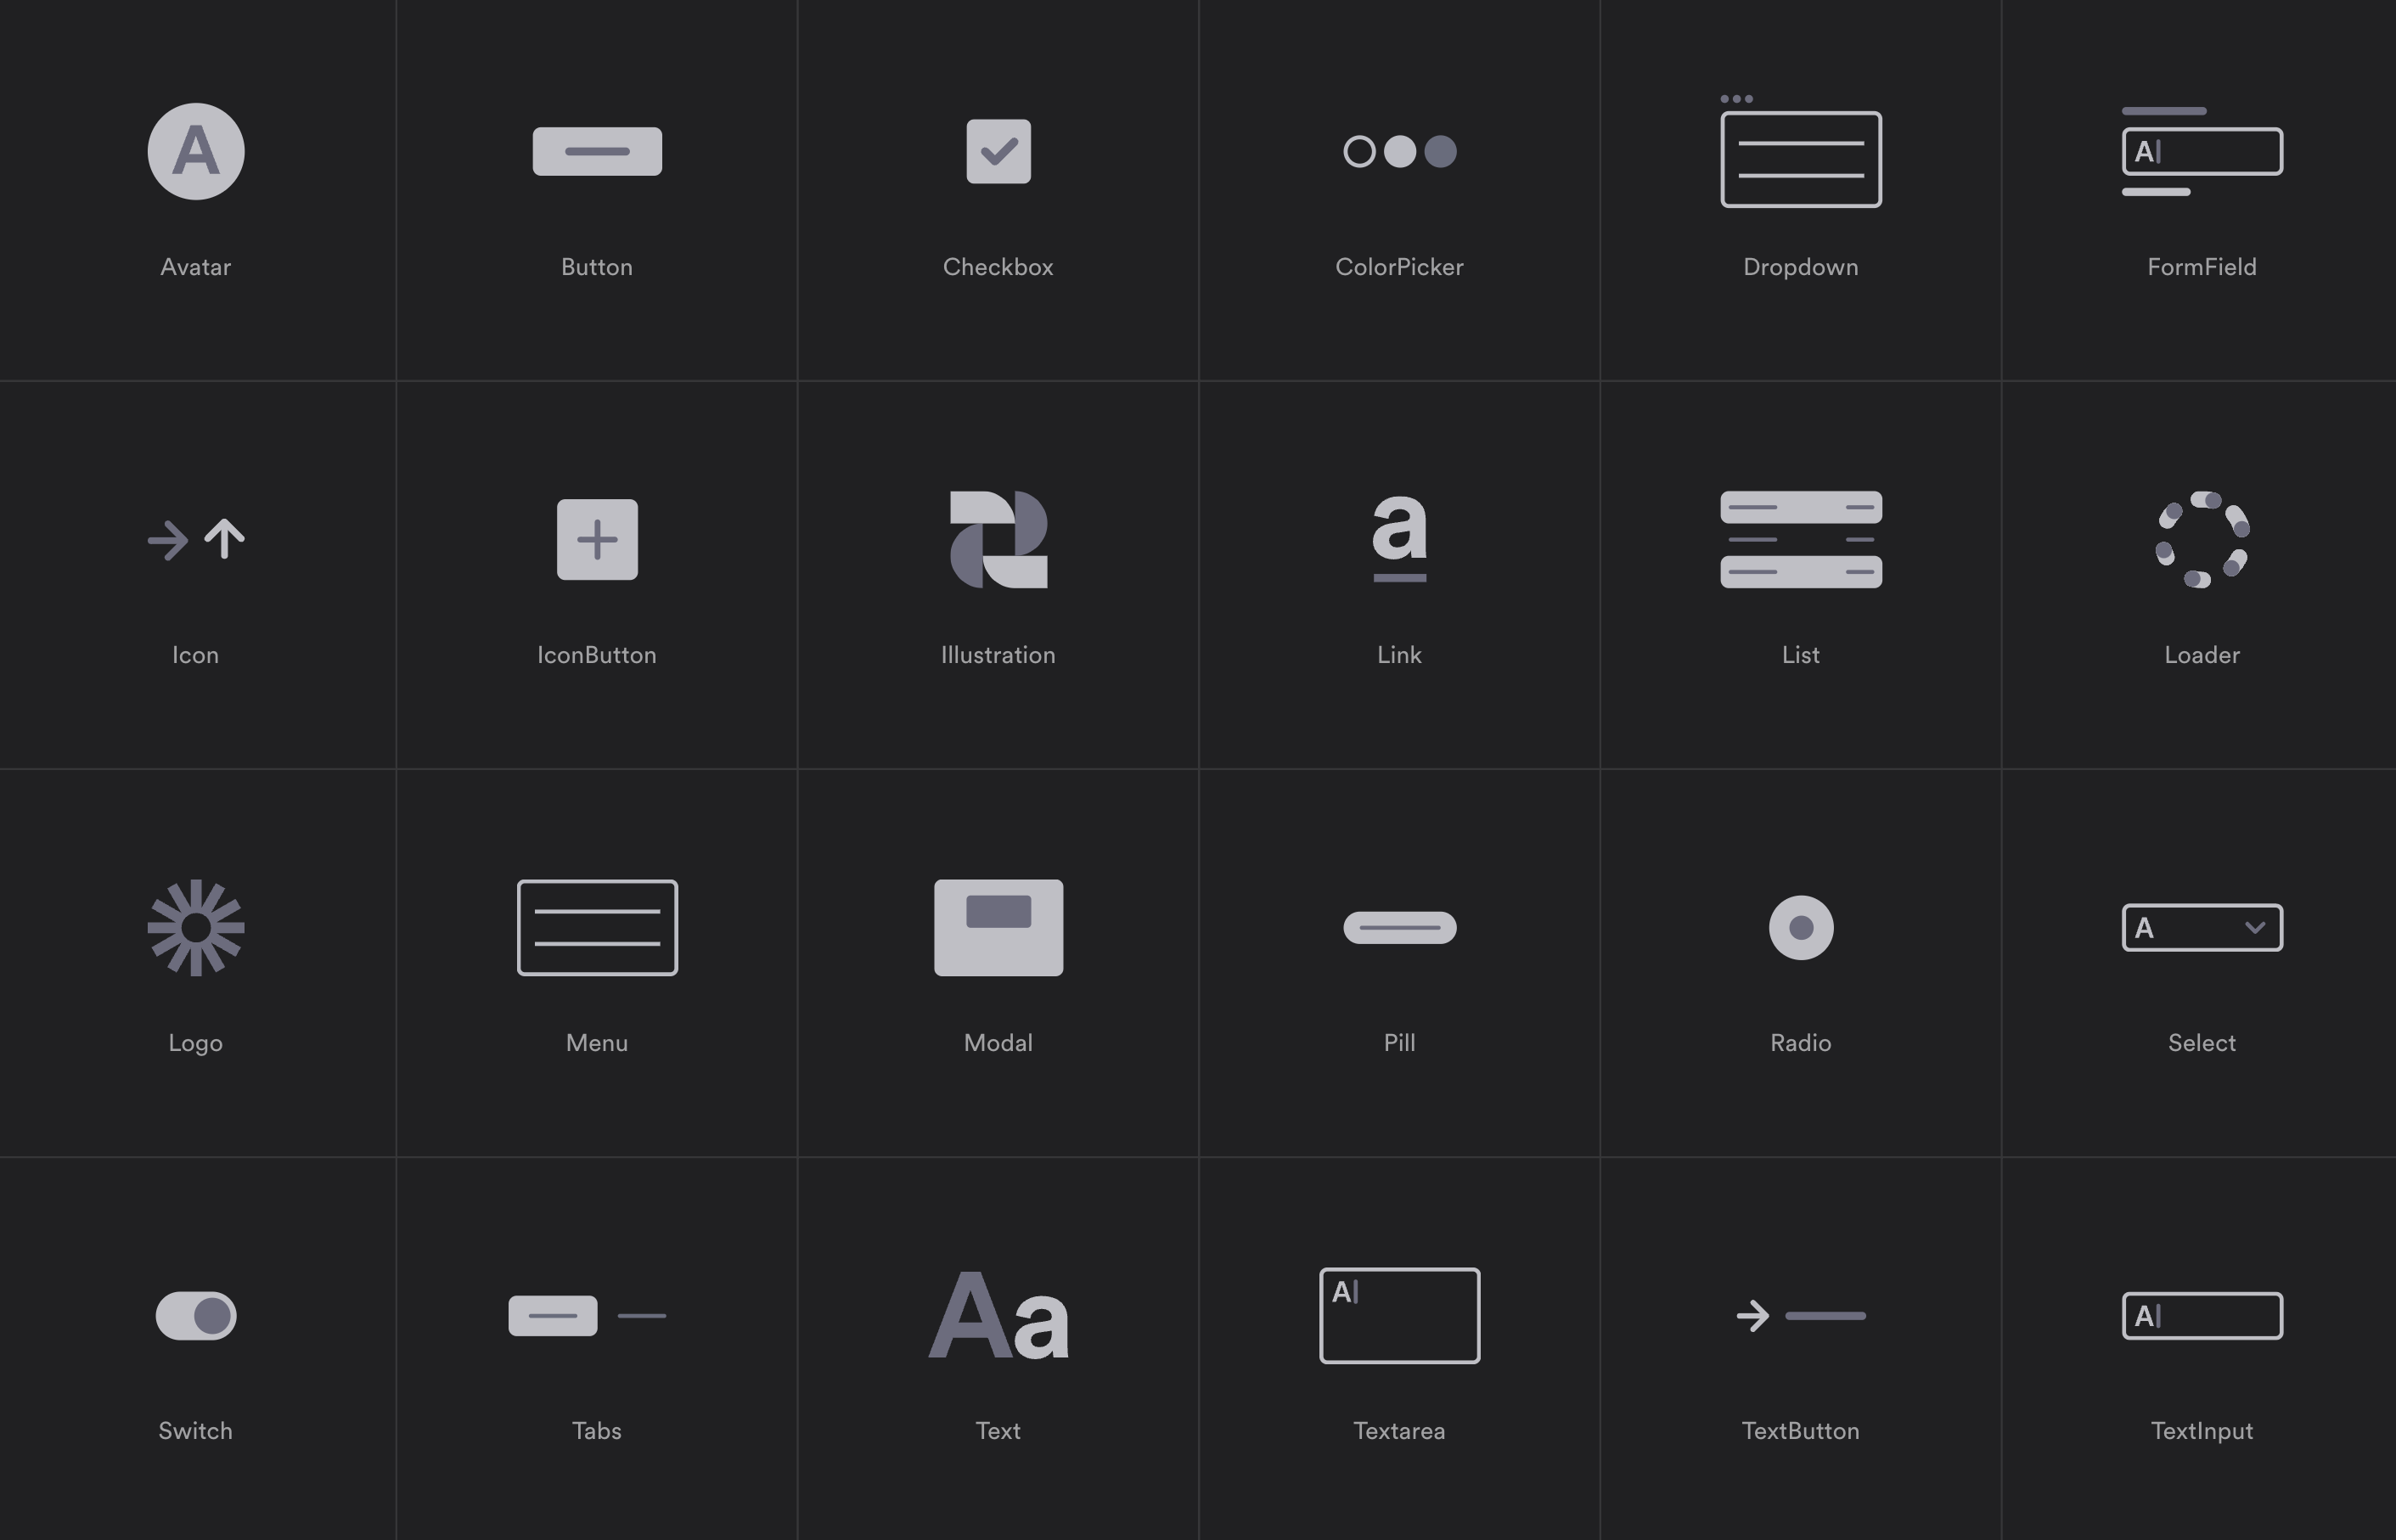 A
Avatar
Button
Checkbox
ColorPicker
Dropdown
A
FormField
Icon
IconButton
Illustration
a
Link
List
Loader
Logo
Menu
Modal
Pill
Radio
A
Select
Switch
Tabs
Aa
Text
A
Textarea
TextButton
A
TextInput